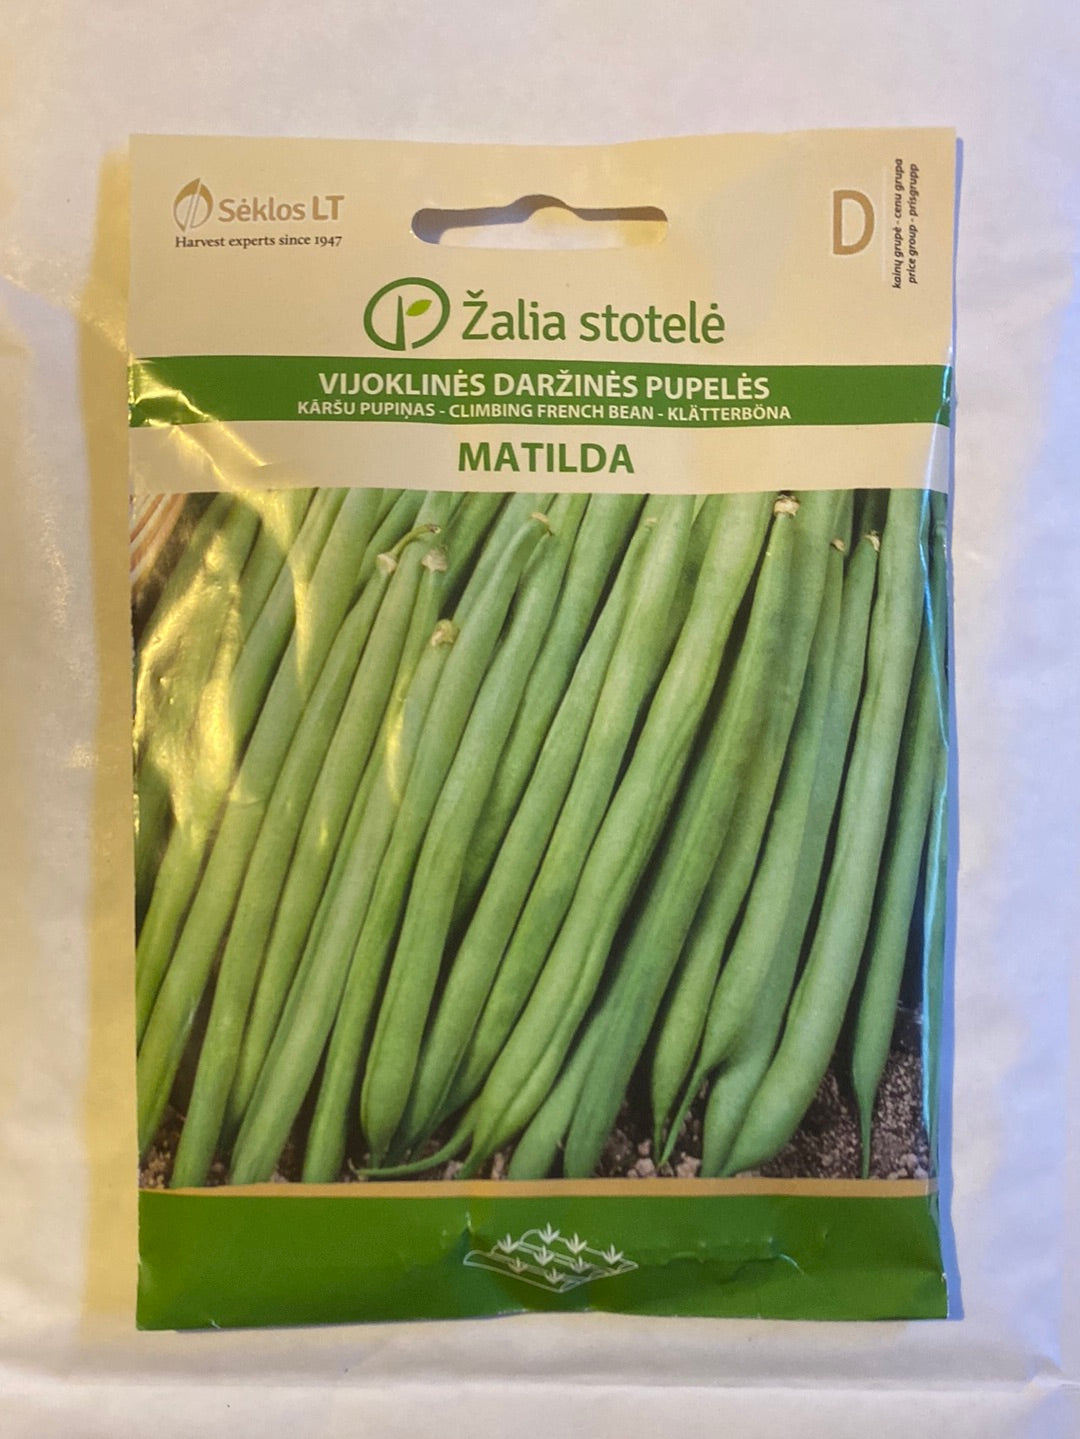 Sėklos LT
Harvest experts since 1947
D
kainų grupė - cenu grupa
price group - prisgrupp
Žalia stotelė
VIJOKLINĖS DARŽINĖS PUPELĖS
KĀRŠU PUPIŅAS - CLIMBING FRENCH BEAN - KLÄTTERBÖNA
MATILDA